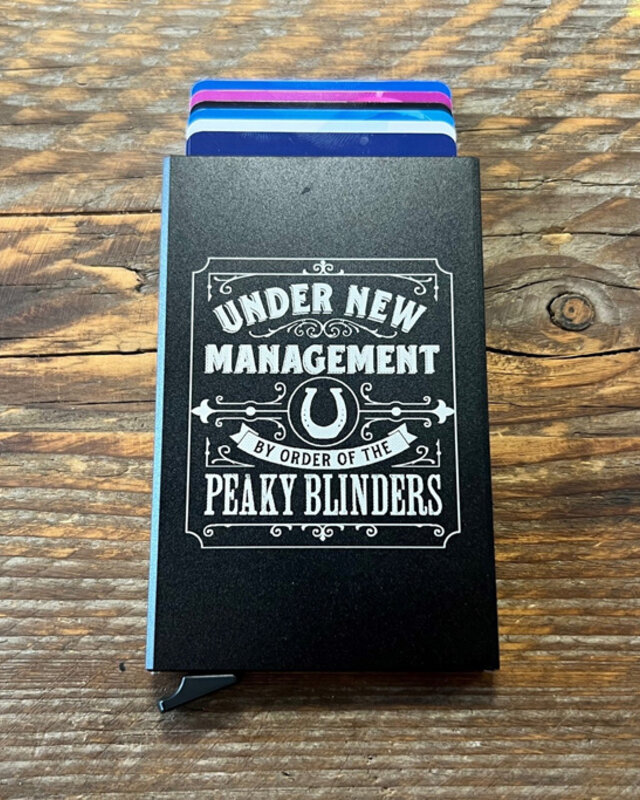 UNDER NEW
MANAGEMENT
BY ORDER OF THE
PEAKY BLINDERS